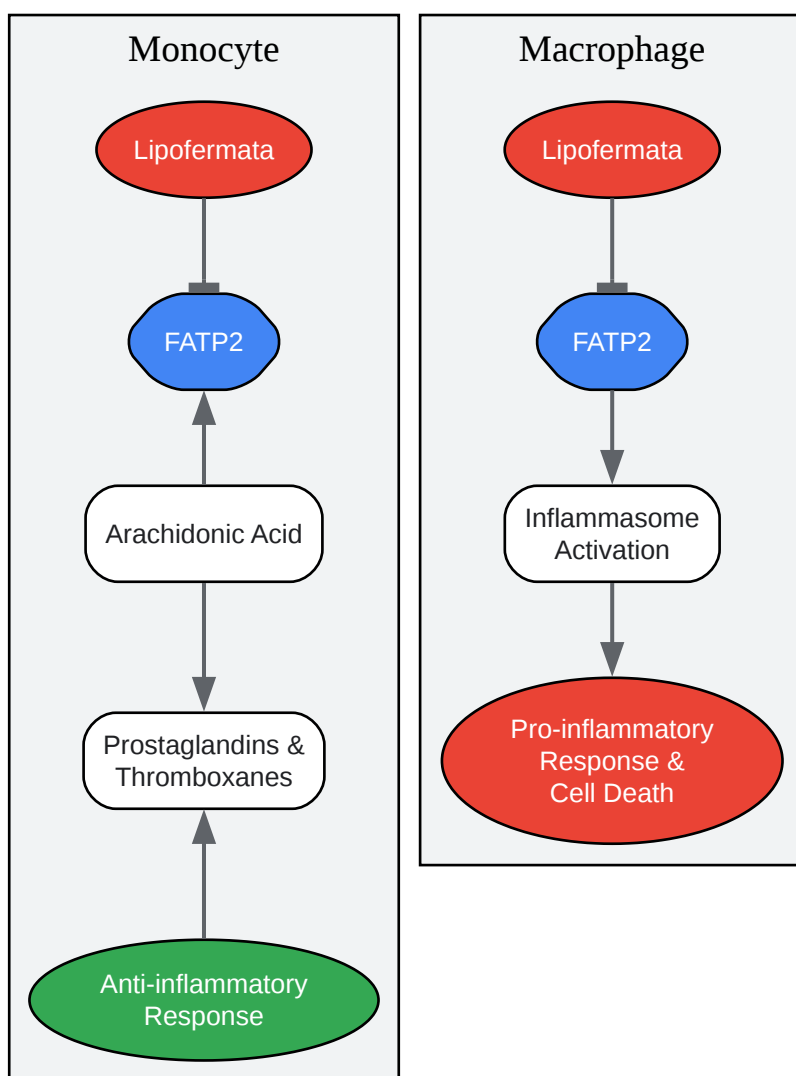 Monocyte
Lipofermata
FATP2
Arachidonic Acid
Prostaglandins &
Thromboxanes
Anti-inflammatory
Response
Macrophage
Lipofermata
FATP2
Inflammasome
Activation
Pro-inflammatory
Response &
Cell Death